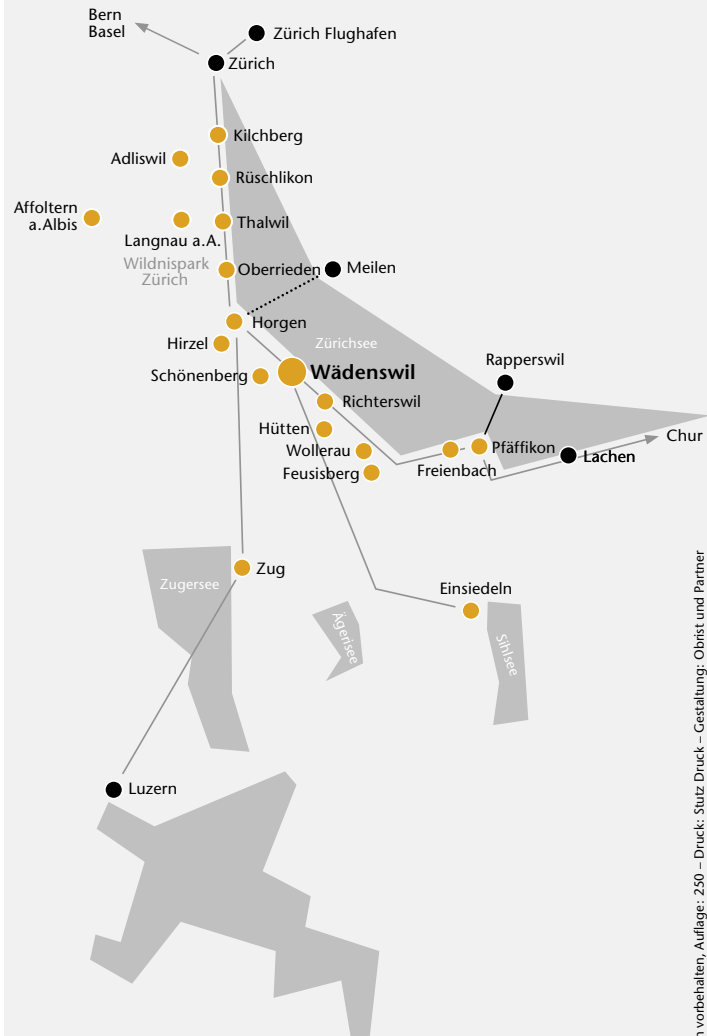 Bern
Basel
Zürich Flughafen
Zürich
Kilchberg
Adliswil
Rüschlikon
Affoltern
a.Albis
Thalwil
Langnau a.A.
Wildnispark
Zürich
Oberrieden
Meilen
Horgen
Hirzel
Zürichsee
Rapperswil
Schönenberg
Wädenswil
Richterswil
Hütten
Chur
Wollerau
Pfäffikon
Freienbach
Lachen
Feusisberg
Zug
Zugersee
Einsiedeln
Ägerisee
Sihlsee
Luzern
vorbehalten, Auflage: 250 – Druck: Stutz Druck – Gestaltung: Obrist und Partner